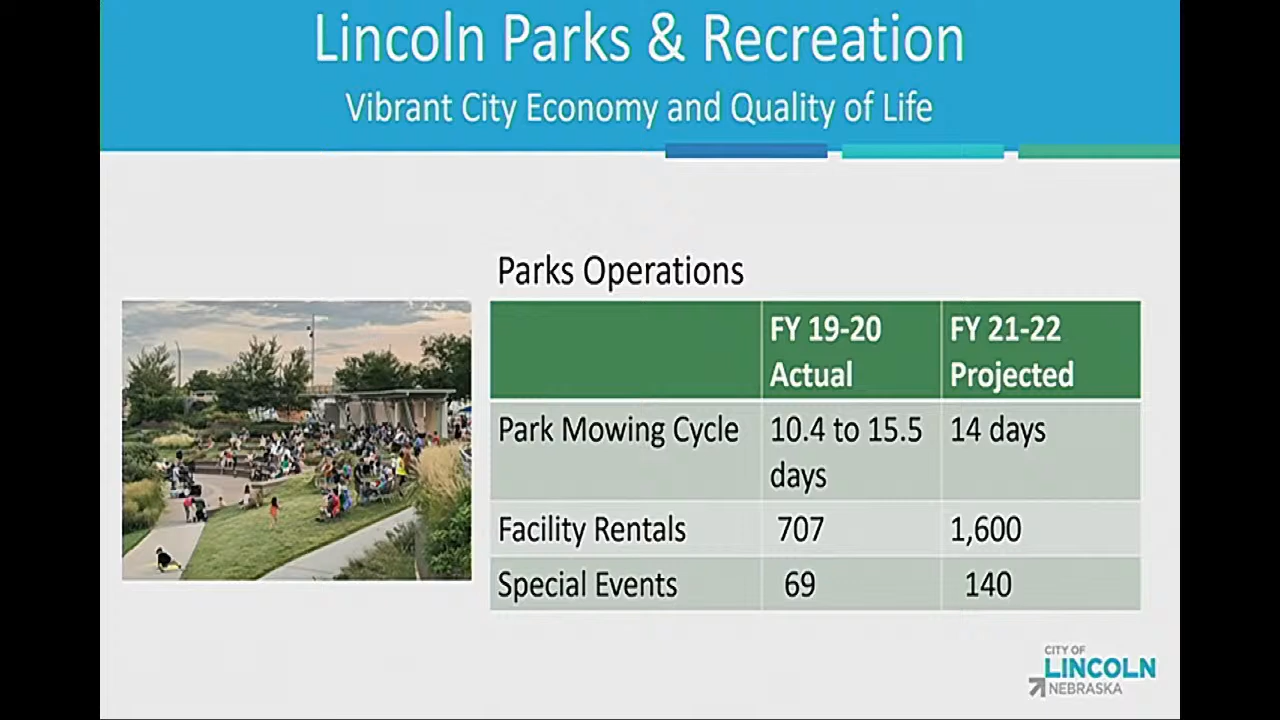 Lincoln Parks & Recreation
Vibrant City Economy and Quality of Life
Parks Operations
FY 19-20 Actual
FY 21-22 Projected
Park Mowing Cycle
10.4 to 15.5 days
14 days
Facility Rentals
707
1,600
Special Events
69
140
CITY OF
LINCOLN
NEBRASKA